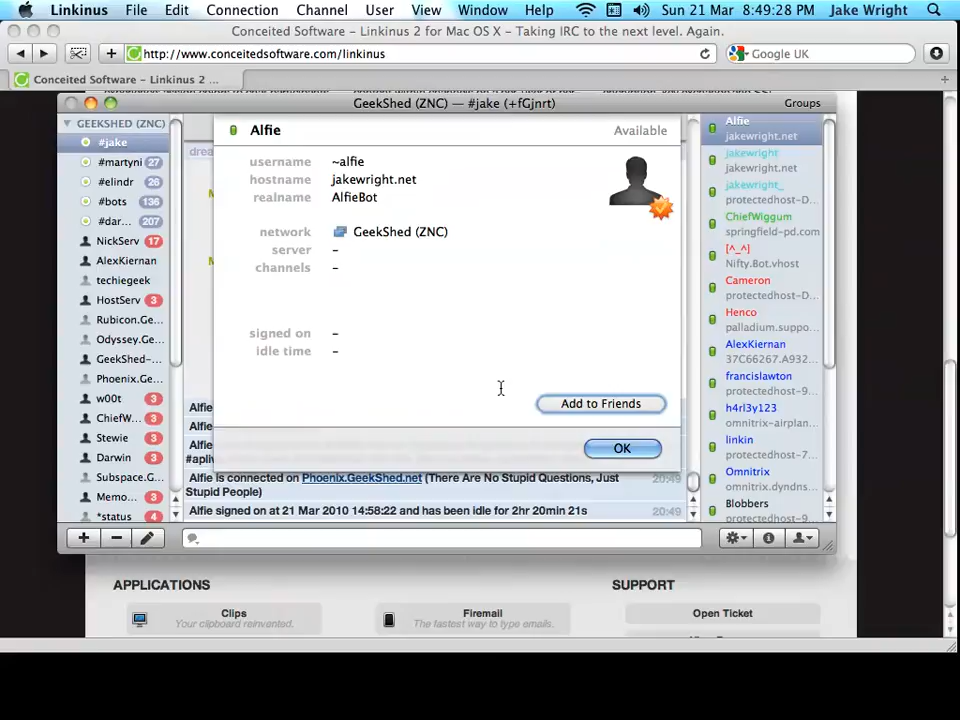 Linkinus File Edit Connection Channel User View Window Help Sun 21 Mar 8:49:28 PM Jake Wright
Conceited Software – Linkinus 2 for Mac OS X – Taking IRC to the next level. Again.
http://www.conceitedsoftware.com/linkinus
Google UK
Conceited Software – Linkinus 2 ...
GeekShed (ZNC) — #jake (+fGjnrt)
Groups
GEEKSHED (ZNC)
#jake
#martyni 27
#elindr 26
#bots 136
#dar... 207
NickServ 17
AlexKiernan
techiegeek
HostServ 3
Rubicon.Ge...
Odyssey.Ge...
GeekShed-...
Phoenix.Ge...
w00t 3
ChiefW... 3
Stewie 3
Darwin 3
Subspace.G...
Memo... 3
*status 4
drea
Alfie
Available
username ~alfie
hostname jakewright.net
realname AlfieBot
network GeekShed (ZNC)
server –
channels –
signed on –
idle time –
Add to Friends
OK
Alfie
Alfie
Alfie
#apliv
Alfie is connected on Phoenix.GeekShed.net (There Are No Stupid Questions, Just
Stupid People)
20:49
Alfie signed on at 21 Mar 2010 14:58:22 and has been idle for 2hr 20min 21s
20:49
Alfie
jakewright.net
jakewright
jakewright.net
jakewright_
protectedhost-D...
ChiefWiggum
springfield-pd.com
[^_^]
Nifty.Bot.vhost
Cameron
protectedhost-D...
Henco
palladium.suppo...
AlexKiernan
37C66267.A932...
francislawton
protectedhost-9...
h4rl3y123
omnitrix-airplan...
linkin
protectedhost-7...
Omnitrix
omnitrix.dyndns...
Blobbers
protectedhost-9...
APPLICATIONS
SUPPORT
Clips
Your clipboard reinvented.
Firemail
The fastest way to type emails.
Open Ticket